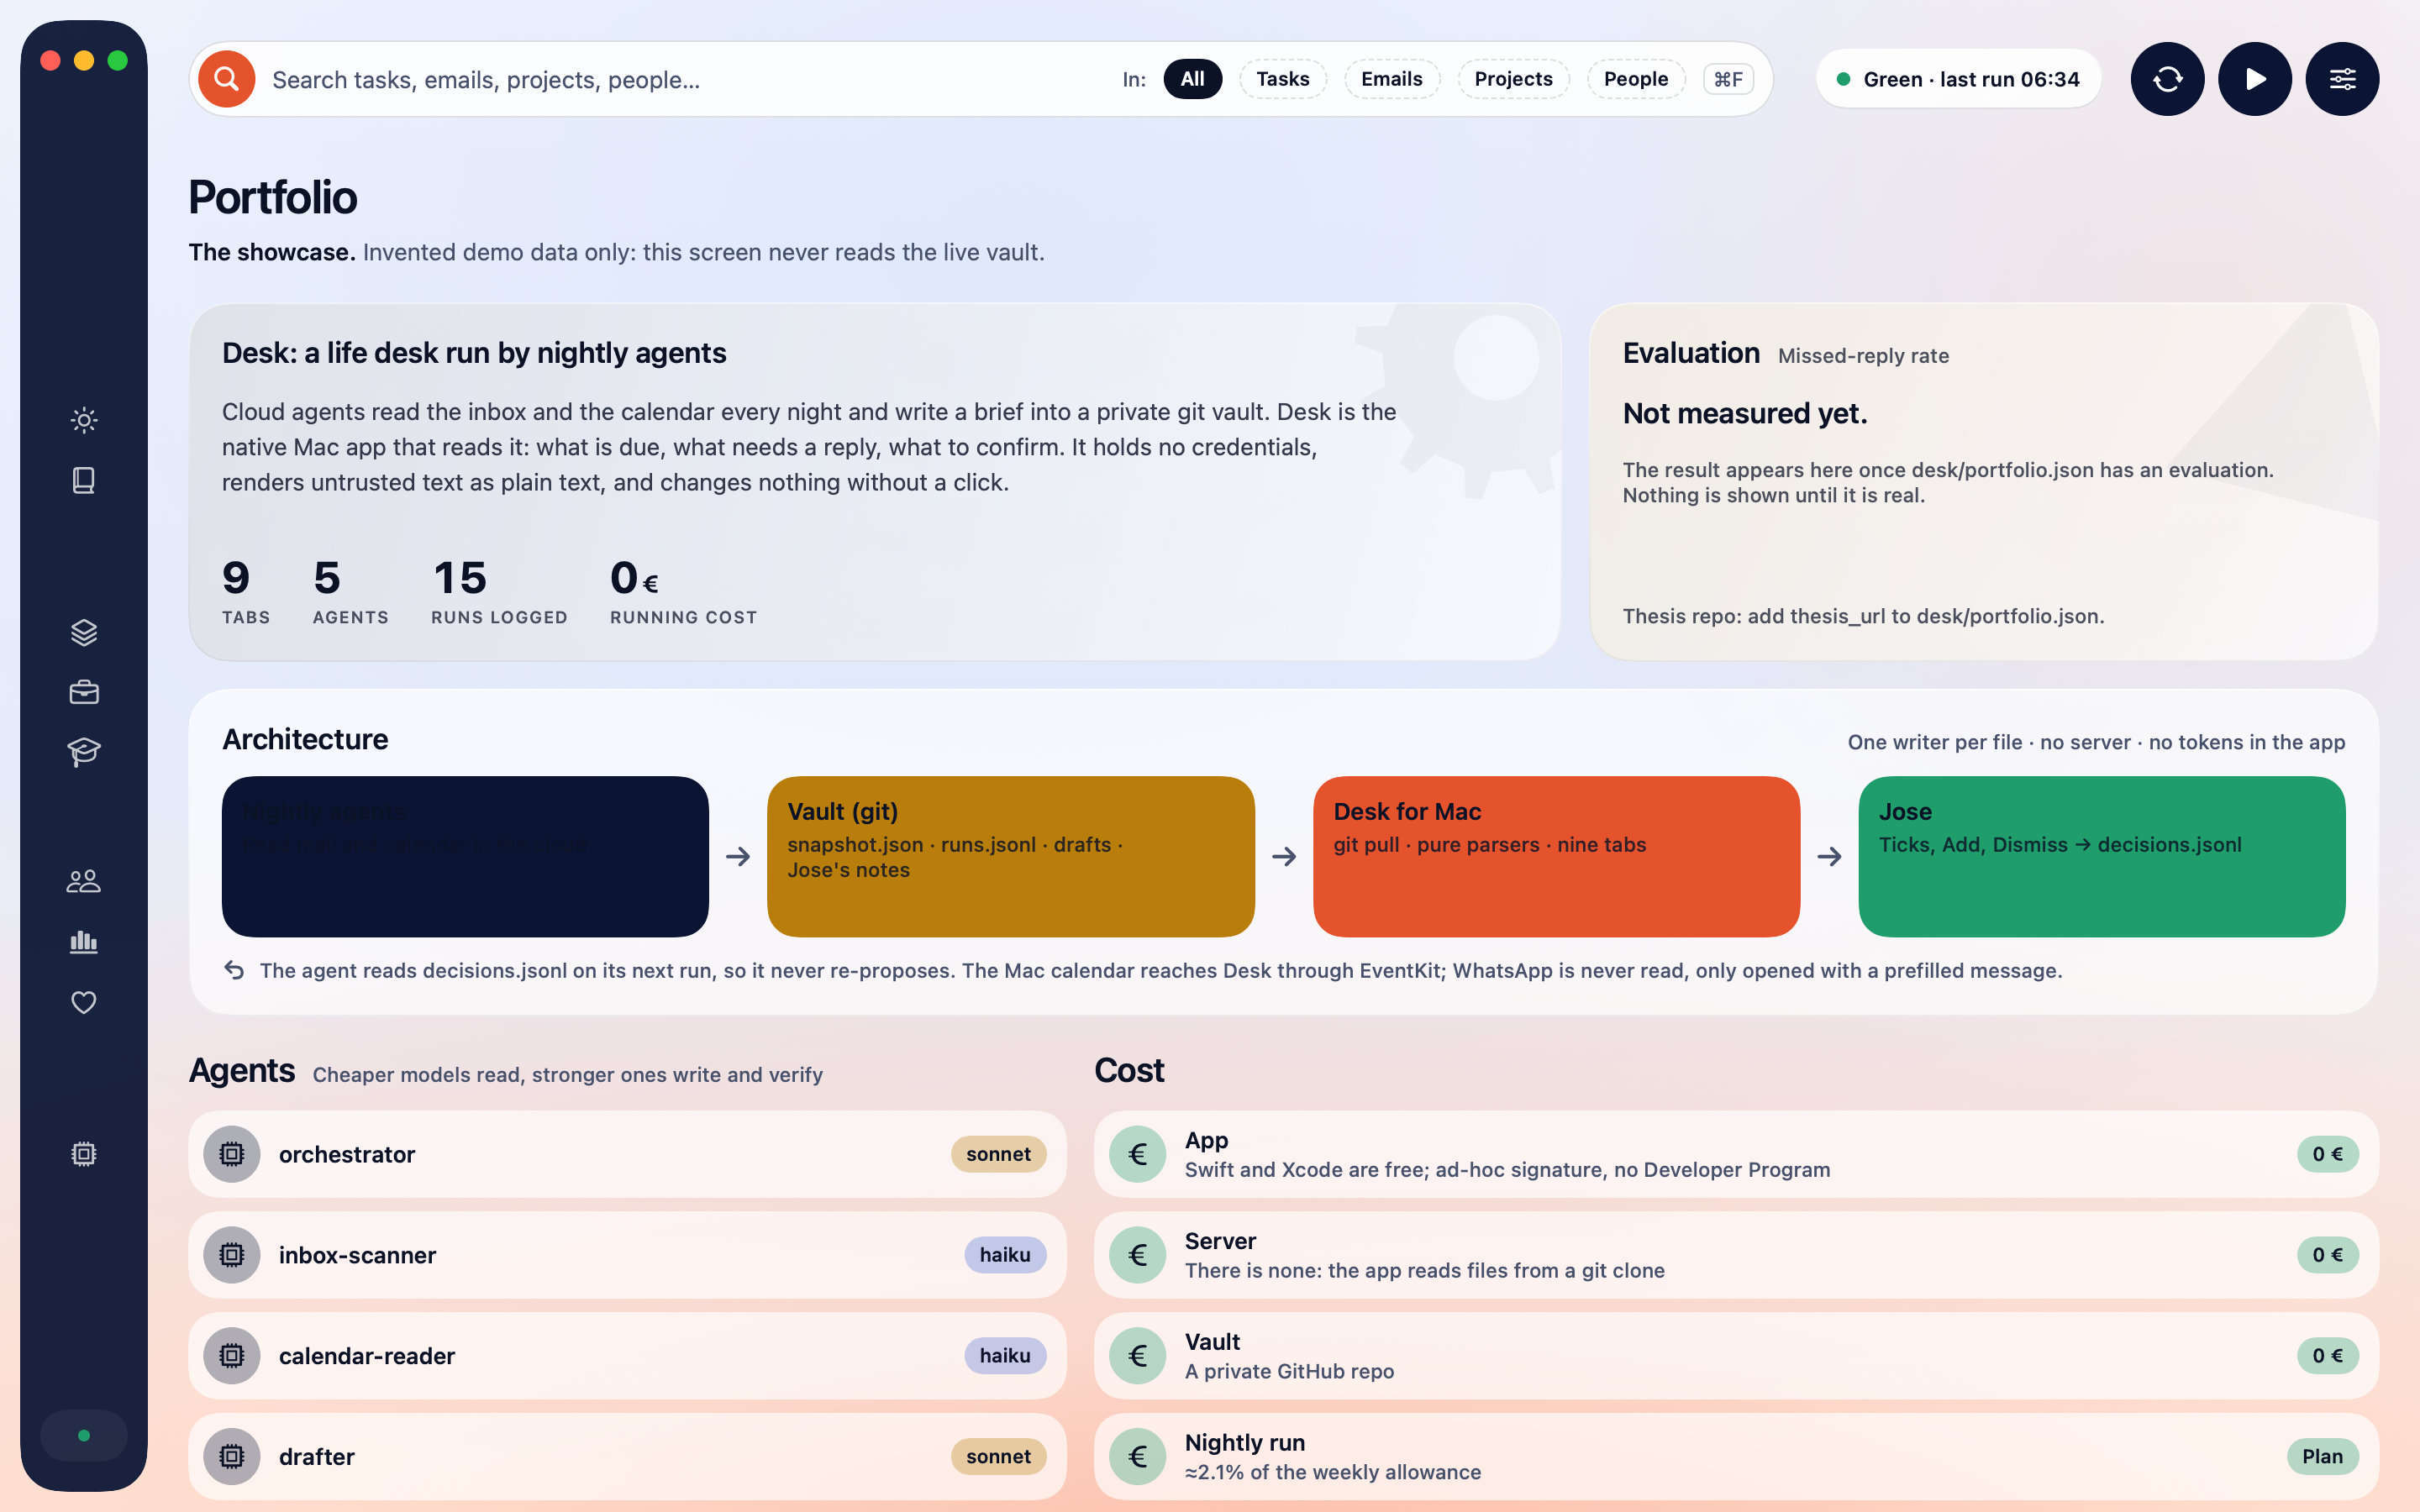 Search tasks, emails, projects, people...
In: All Tasks Emails Projects People ⌘F
Green · last run 06:34
Portfolio
The showcase. Invented demo data only: this screen never reads the live vault.
Desk: a life desk run by nightly agents
Cloud agents read the inbox and the calendar every night and write a brief into a private git vault. Desk is the
native Mac app that reads it: what is due, what needs a reply, what to confirm. It holds no credentials,
renders untrusted text as plain text, and changes nothing without a click.
9 TABS
5 AGENTS
15 RUNS LOGGED
0€ RUNNING COST
Evaluation Missed-reply rate
Not measured yet.
The result appears here once desk/portfolio.json has an evaluation.
Nothing is shown until it is real.
Thesis repo: add thesis_url to desk/portfolio.json.
Architecture
One writer per file · no server · no tokens in the app
Nightly agents
Read mail and calendar in the cloud
→
Vault (git)
snapshot.json · runs.jsonl · drafts ·
Jose's notes
→
Desk for Mac
git pull · pure parsers · nine tabs
→
Jose
Ticks, Add, Dismiss → decisions.jsonl
The agent reads decisions.jsonl on its next run, so it never re-proposes. The Mac calendar reaches Desk through EventKit; WhatsApp is never read, only opened with a prefilled message.
Agents Cheaper models read, stronger ones write and verify
orchestrator sonnet
inbox-scanner haiku
calendar-reader haiku
drafter sonnet
Cost
€ App 0 €
Swift and Xcode are free; ad-hoc signature, no Developer Program
€ Server 0 €
There is none: the app reads files from a git clone
€ Vault 0 €
A private GitHub repo
€ Nightly run Plan
≈2.1% of the weekly allowance